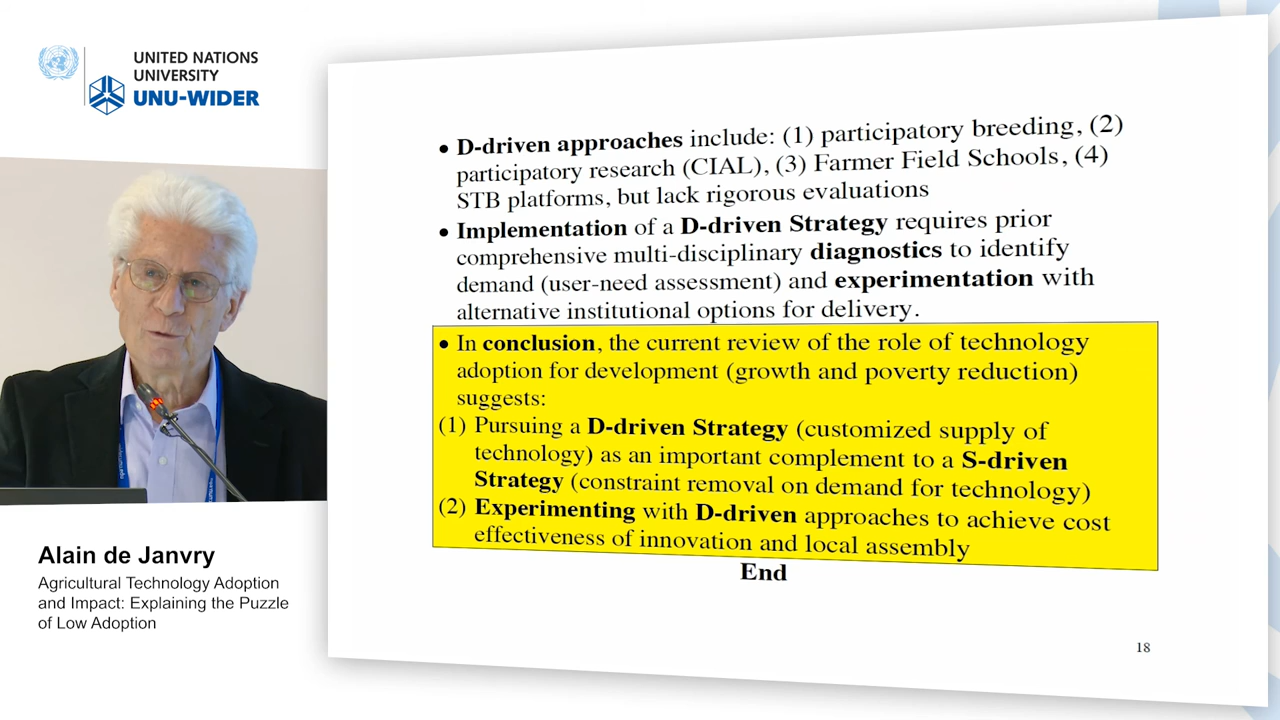 UNITED NATIONS
UNIVERSITY
UNU-WIDER
• D-driven approaches include: (1) participatory breeding, (2)
participatory research (CIAL), (3) Farmer Field Schools, (4)
STB platforms, but lack rigorous evaluations
• Implementation of a D-driven Strategy requires prior
comprehensive multi-disciplinary diagnostics to identify
demand (user-need assessment) and experimentation with
alternative institutional options for delivery.
• In conclusion, the current review of the role of technology
adoption for development (growth and poverty reduction)
suggests:
(1) Pursuing a D-driven Strategy (customized supply of
technology) as an important complement to a S-driven
Strategy (constraint removal on demand for technology)
(2) Experimenting with D-driven approaches to achieve cost
effectiveness of innovation and local assembly
End
18
Alain de Janvry
Agricultural Technology Adoption
and Impact: Explaining the Puzzle
of Low Adoption